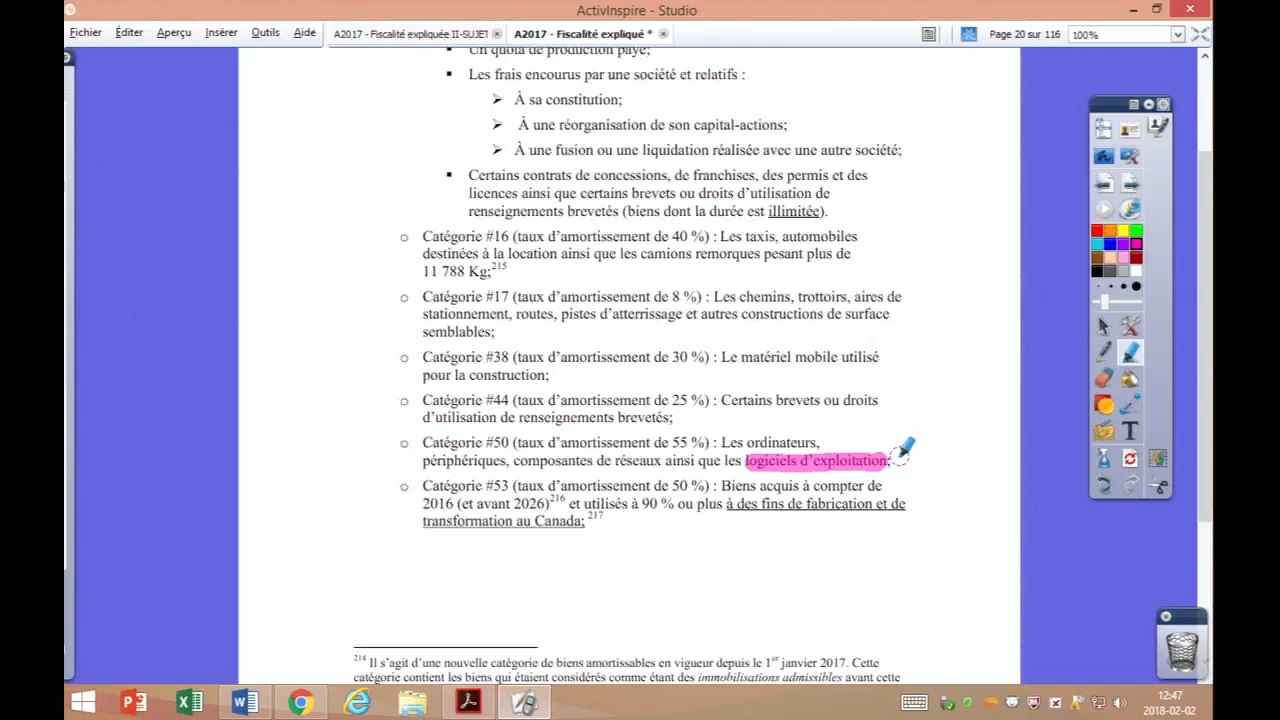 ActivInspire - Studio
Fichier Éditer Aperçu Insérer Outils Aide
A2017 - Fiscalité expliquée II-SUJET
A2017 - Fiscalité expliqué *
Page 20 sur 116
100%
Un quota de production payé;
Les frais encourus par une société et relatifs :
À sa constitution;
À une réorganisation de son capital-actions;
À une fusion ou une liquidation réalisée avec une autre société;
Certains contrats de concessions, de franchises, des permis et des
licences ainsi que certains brevets ou droits d’utilisation de
renseignements brevetés (biens dont la durée est illimitée).
Catégorie #16 (taux d’amortissement de 40 %) : Les taxis, automobiles
destinées à la location ainsi que les camions remorques pesant plus de
11 788 Kg;215
Catégorie #17 (taux d’amortissement de 8 %) : Les chemins, trottoirs, aires de
stationnement, routes, pistes d’atterrissage et autres constructions de surface
semblables;
Catégorie #38 (taux d’amortissement de 30 %) : Le matériel mobile utilisé
pour la construction;
Catégorie #44 (taux d’amortissement de 25 %) : Certains brevets ou droits
d’utilisation de renseignements brevetés;
Catégorie #50 (taux d’amortissement de 55 %) : Les ordinateurs,
périphériques, composantes de réseaux ainsi que les logiciels d’exploitation;
Catégorie #53 (taux d’amortissement de 50 %) : Biens acquis à compter de
2016 (et avant 2026)216 et utilisés à 90 % ou plus à des fins de fabrication et de
transformation au Canada; 217
214 Il s’agit d’une nouvelle catégorie de biens amortissables en vigueur depuis le 1er janvier 2017. Cette
catégorie contient les biens qui étaient considérés comme étant des immobilisations admissibles avant cette
12:47
2018-02-02